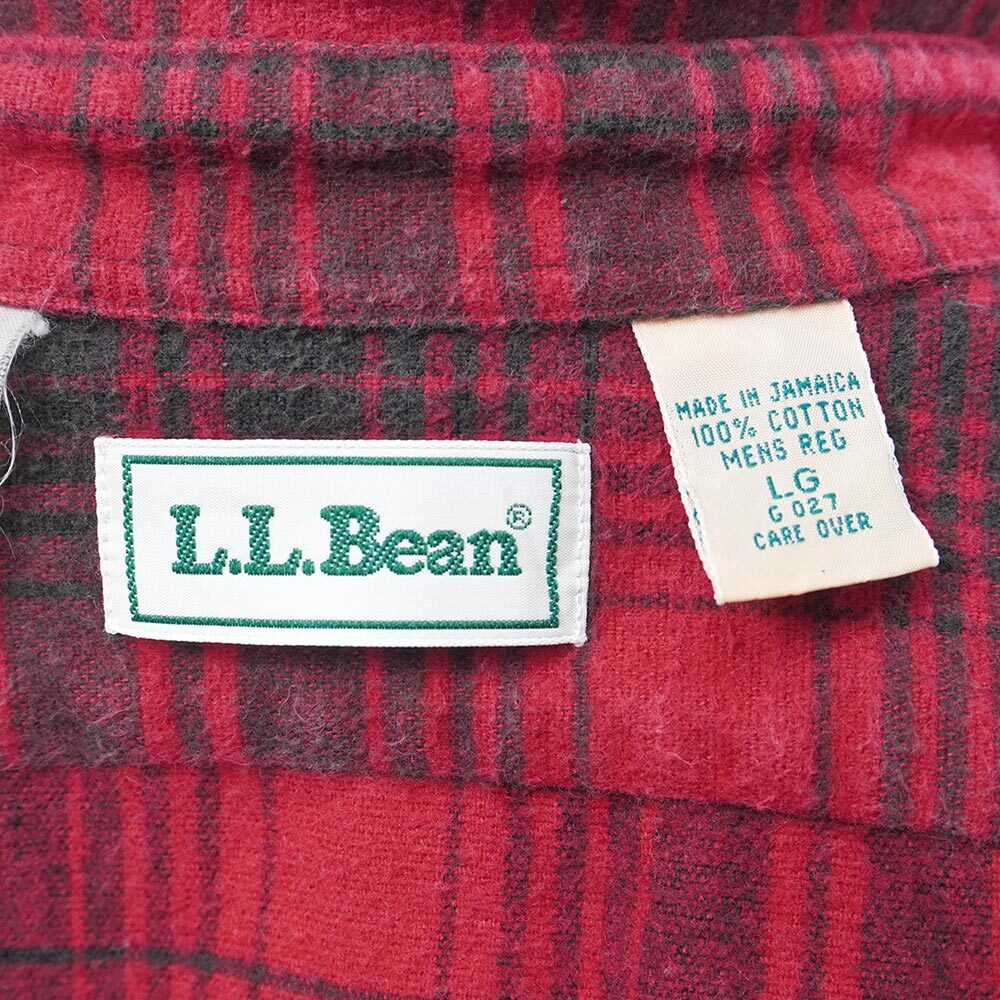 L.L.Bean®
MADE IN JAMAICA
100% COTTON
MENS REG
LG
G 027
CARE OVER